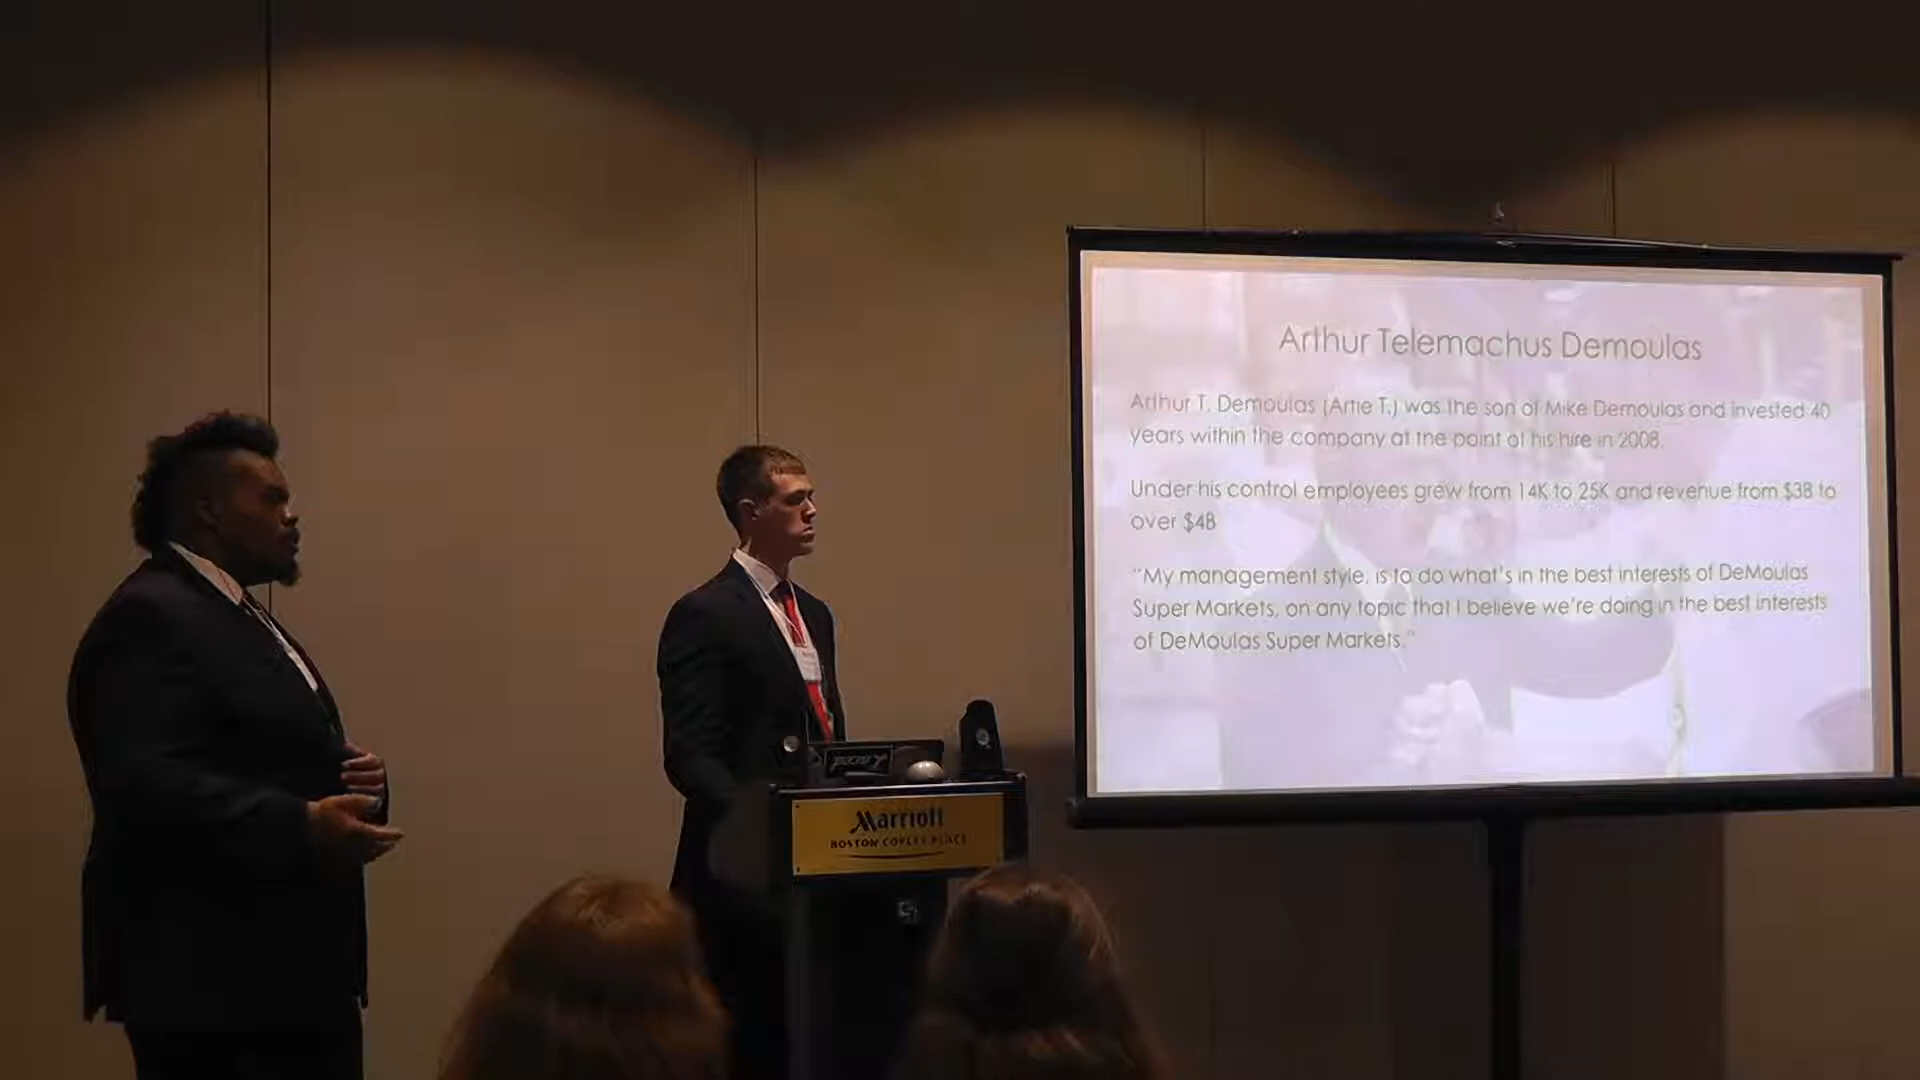 Arthur Telemachus Demoulas
Arthur T. Demoulas (Artie T.) was the son of Mike Demoulas and invested 40
years within the company at the point of his hire in 2008.
Under his control employees grew from 14K to 25K and revenue from $3B to
over $4B
"My management style, is to do what's in the best interests of DeMoulas
Super Markets, on any topic that I believe we're doing in the best interests
of DeMoulas Super Markets."
Marriott
BOSTON COPLEY PLACE